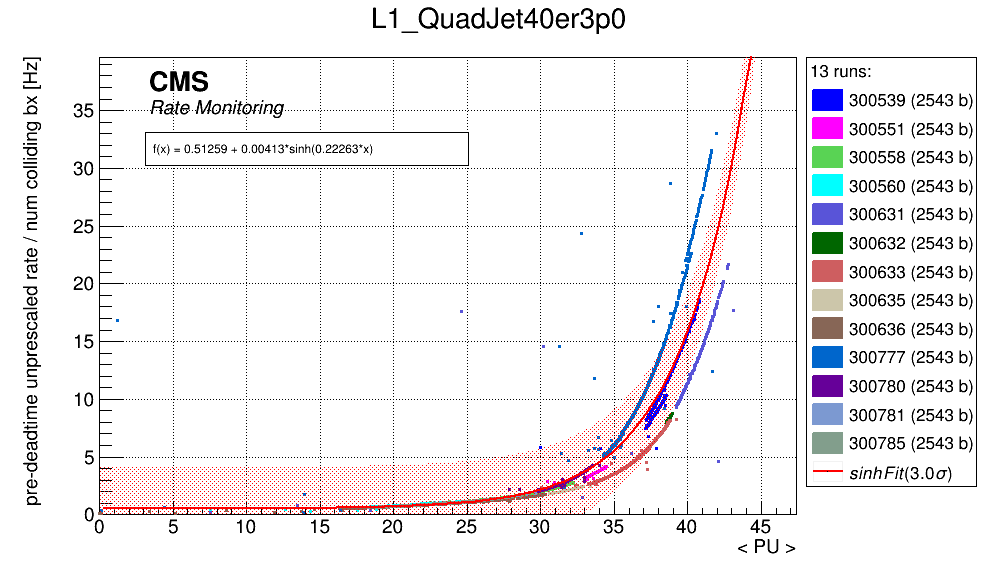 L1_QuadJet40er3p0
pre-deadtime unprescaled rate / num colliding bx [Hz]
CMS
Rate Monitoring
f(x) = 0.51259 + 0.00413*sinh(0.22263*x)
35
30
25
20
15
10
5
0
0 5 10 15 20 25 30 35 40 45
< PU >
13 runs:
300539 (2543 b)
300551 (2543 b)
300558 (2543 b)
300560 (2543 b)
300631 (2543 b)
300632 (2543 b)
300633 (2543 b)
300635 (2543 b)
300636 (2543 b)
300777 (2543 b)
300780 (2543 b)
300781 (2543 b)
300785 (2543 b)
sinhFit(3.0σ)